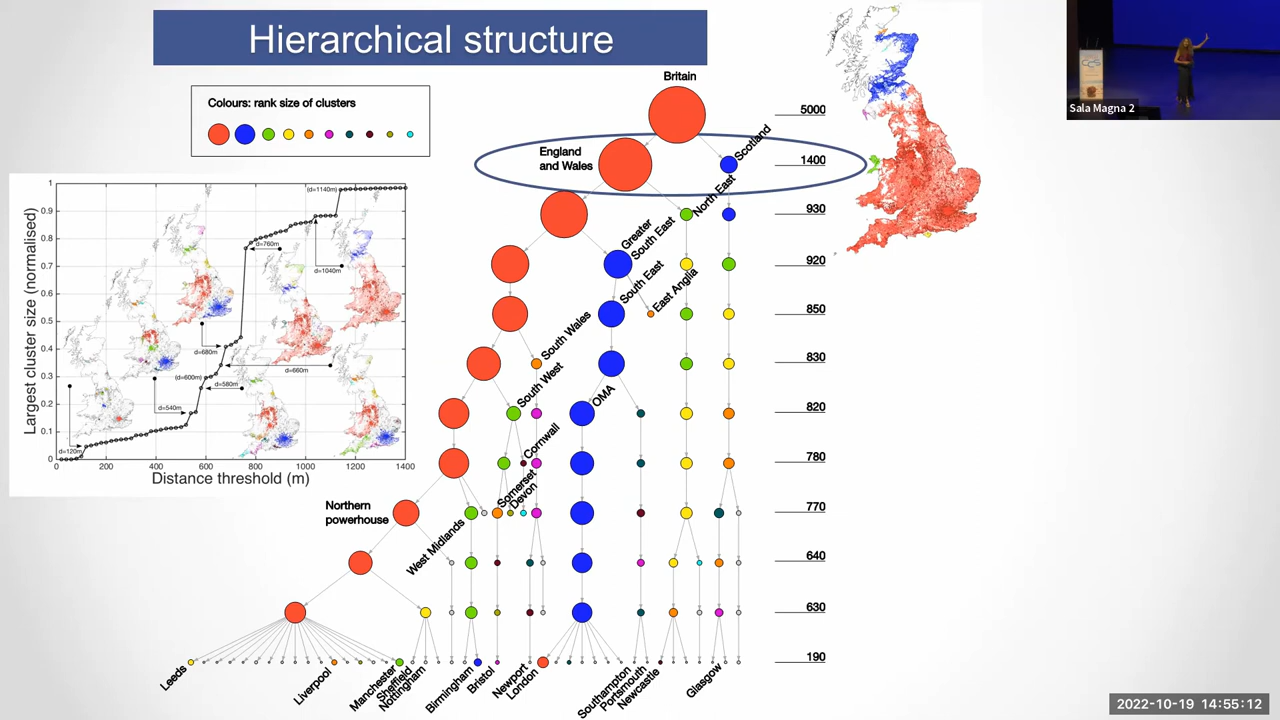 Hierarchical structure
Britain
Colours: rank size of clusters
5000
Sala Magna 2
England
and Wales
Scotland
1400
North East
930
Greater
South East
920
South East
East Anglia
850
South Wales
830
South West
OMA
820
Cornwall
780
Somerset
Devon
Northern
powerhouse
770
West Midlands
640
630
190
Leeds
Liverpool
Manchester
Sheffield
Nottingham
Birmingham
Bristol
Newport
London
Southampton
Portsmouth
Newcastle
Glasgow
Largest cluster size (normalised)
1
0.9
0.8
0.7
0.6
0.5
0.4
0.3
0.2
0.1
0
(d=1140m)
d=760m
d=1040m
d=680m
d=660m
(d=600m)
d=580m
d=540m
d=120m
0 200 400 600 800 1000 1200 1400
Distance threshold (m)
2022-10-19 14:55:12